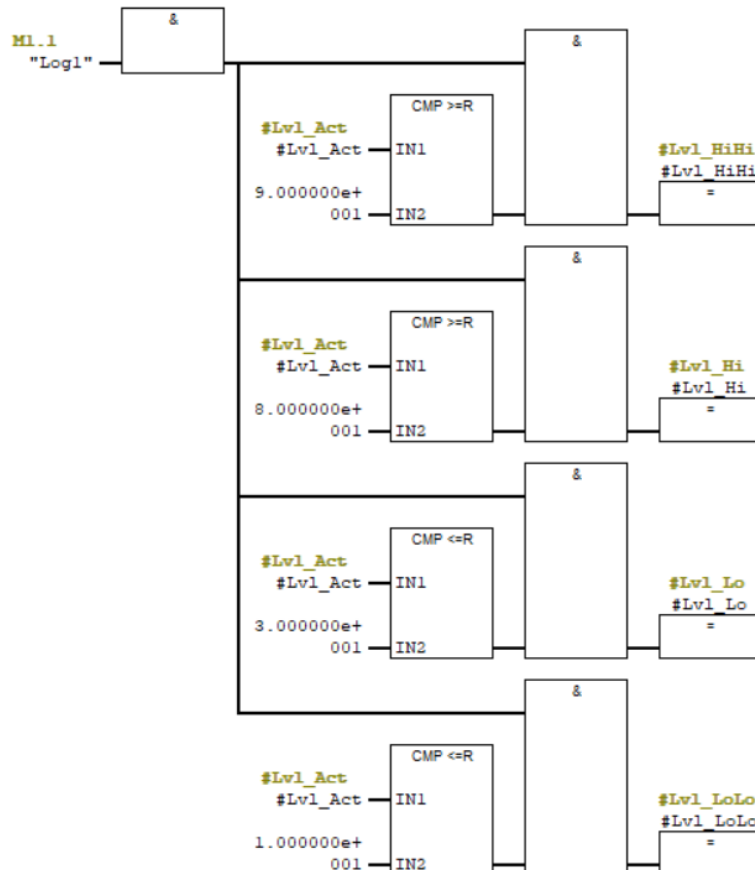 &
M1.1
"Log1"
&
CMP >=R
#Lvl_Act
#Lvl_Act
IN1
9.000000e+
001
IN2
#Lvl_HiHi
#Lvl_HiHi
=
&
CMP >=R
#Lvl_Act
#Lvl_Act
IN1
8.000000e+
001
IN2
#Lvl_Hi
#Lvl_Hi
=
&
CMP <=R
#Lvl_Act
#Lvl_Act
IN1
3.000000e+
001
IN2
#Lvl_Lo
#Lvl_Lo
=
&
CMP <=R
#Lvl_Act
#Lvl_Act
IN1
1.000000e+
001
IN2
#Lvl_LoLo
#Lvl_LoLo
=